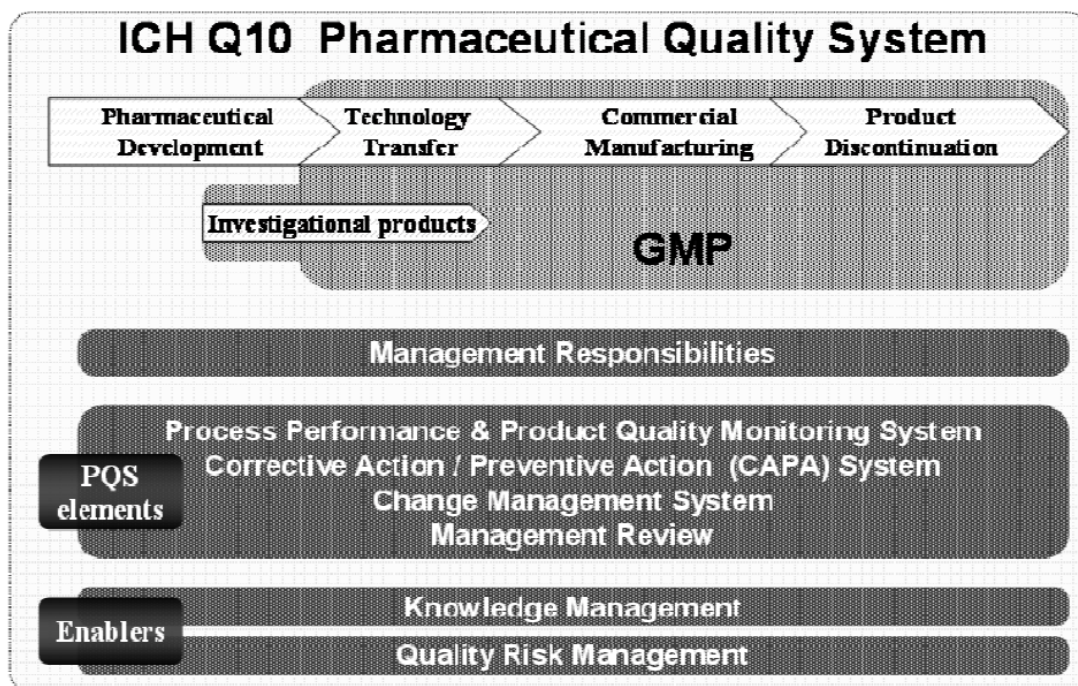 ICH Q10 Pharmaceutical Quality System
Pharmaceutical
Development
Technology
Transfer
Commercial
Manufacturing
Product
Discontinuation
Investigational products
GMP
Management Responsibilities
PQS
elements
Process Performance & Product Quality Monitoring System
Corrective Action / Preventive Action (CAPA) System
Change Management System
Management Review
Enablers
Knowledge Management
Quality Risk Management